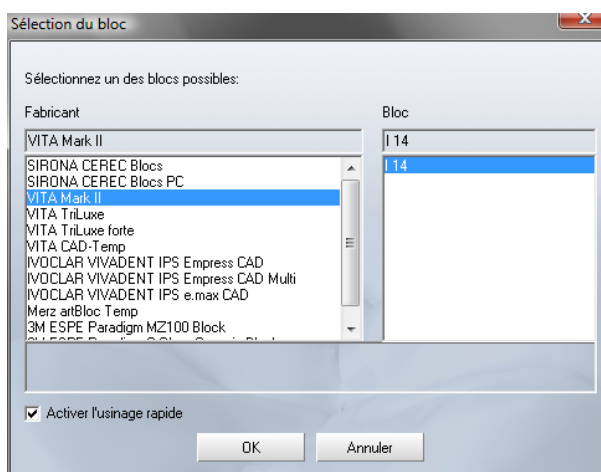 Sélection du bloc
Sélectionnez un des blocs possibles:
Fabricant
Bloc
VITA Mark II
I 14
SIRONA CEREC Blocs
SIRONA CEREC Blocs PC
VITA Mark II
VITA TriLuxe
VITA TriLuxe forte
VITA CAD-Temp
IVOCLAR VIVADENT IPS Empress CAD
IVOCLAR VIVADENT IPS Empress CAD Multi
IVOCLAR VIVADENT IPS e.max CAD
Merz artBloc Temp
3M ESPE Paradigm MZ100 Block
I 14
Activer l'usinage rapide
OK
Annuler